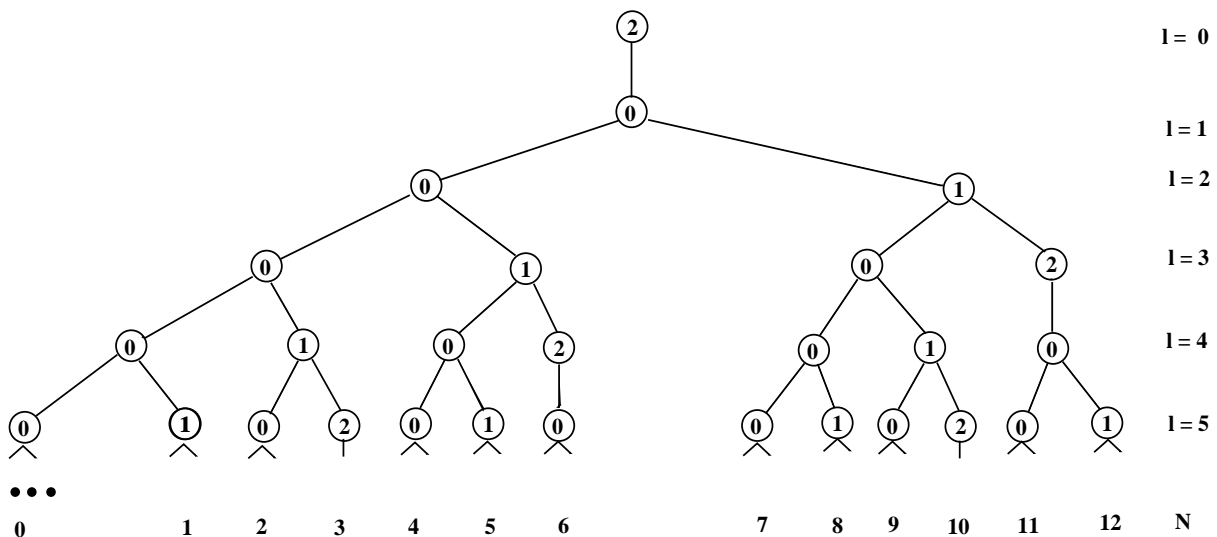 2 l = 0
0 l = 1
0 1 l = 2
0 1 0 2 l = 3
0 1 0 2 0 1 0 l = 4
0 1 0 2 0 1 0 0 1 0 2 0 1 l = 5
•••
0 1 2 3 4 5 6 7 8 9 10 11 12 N